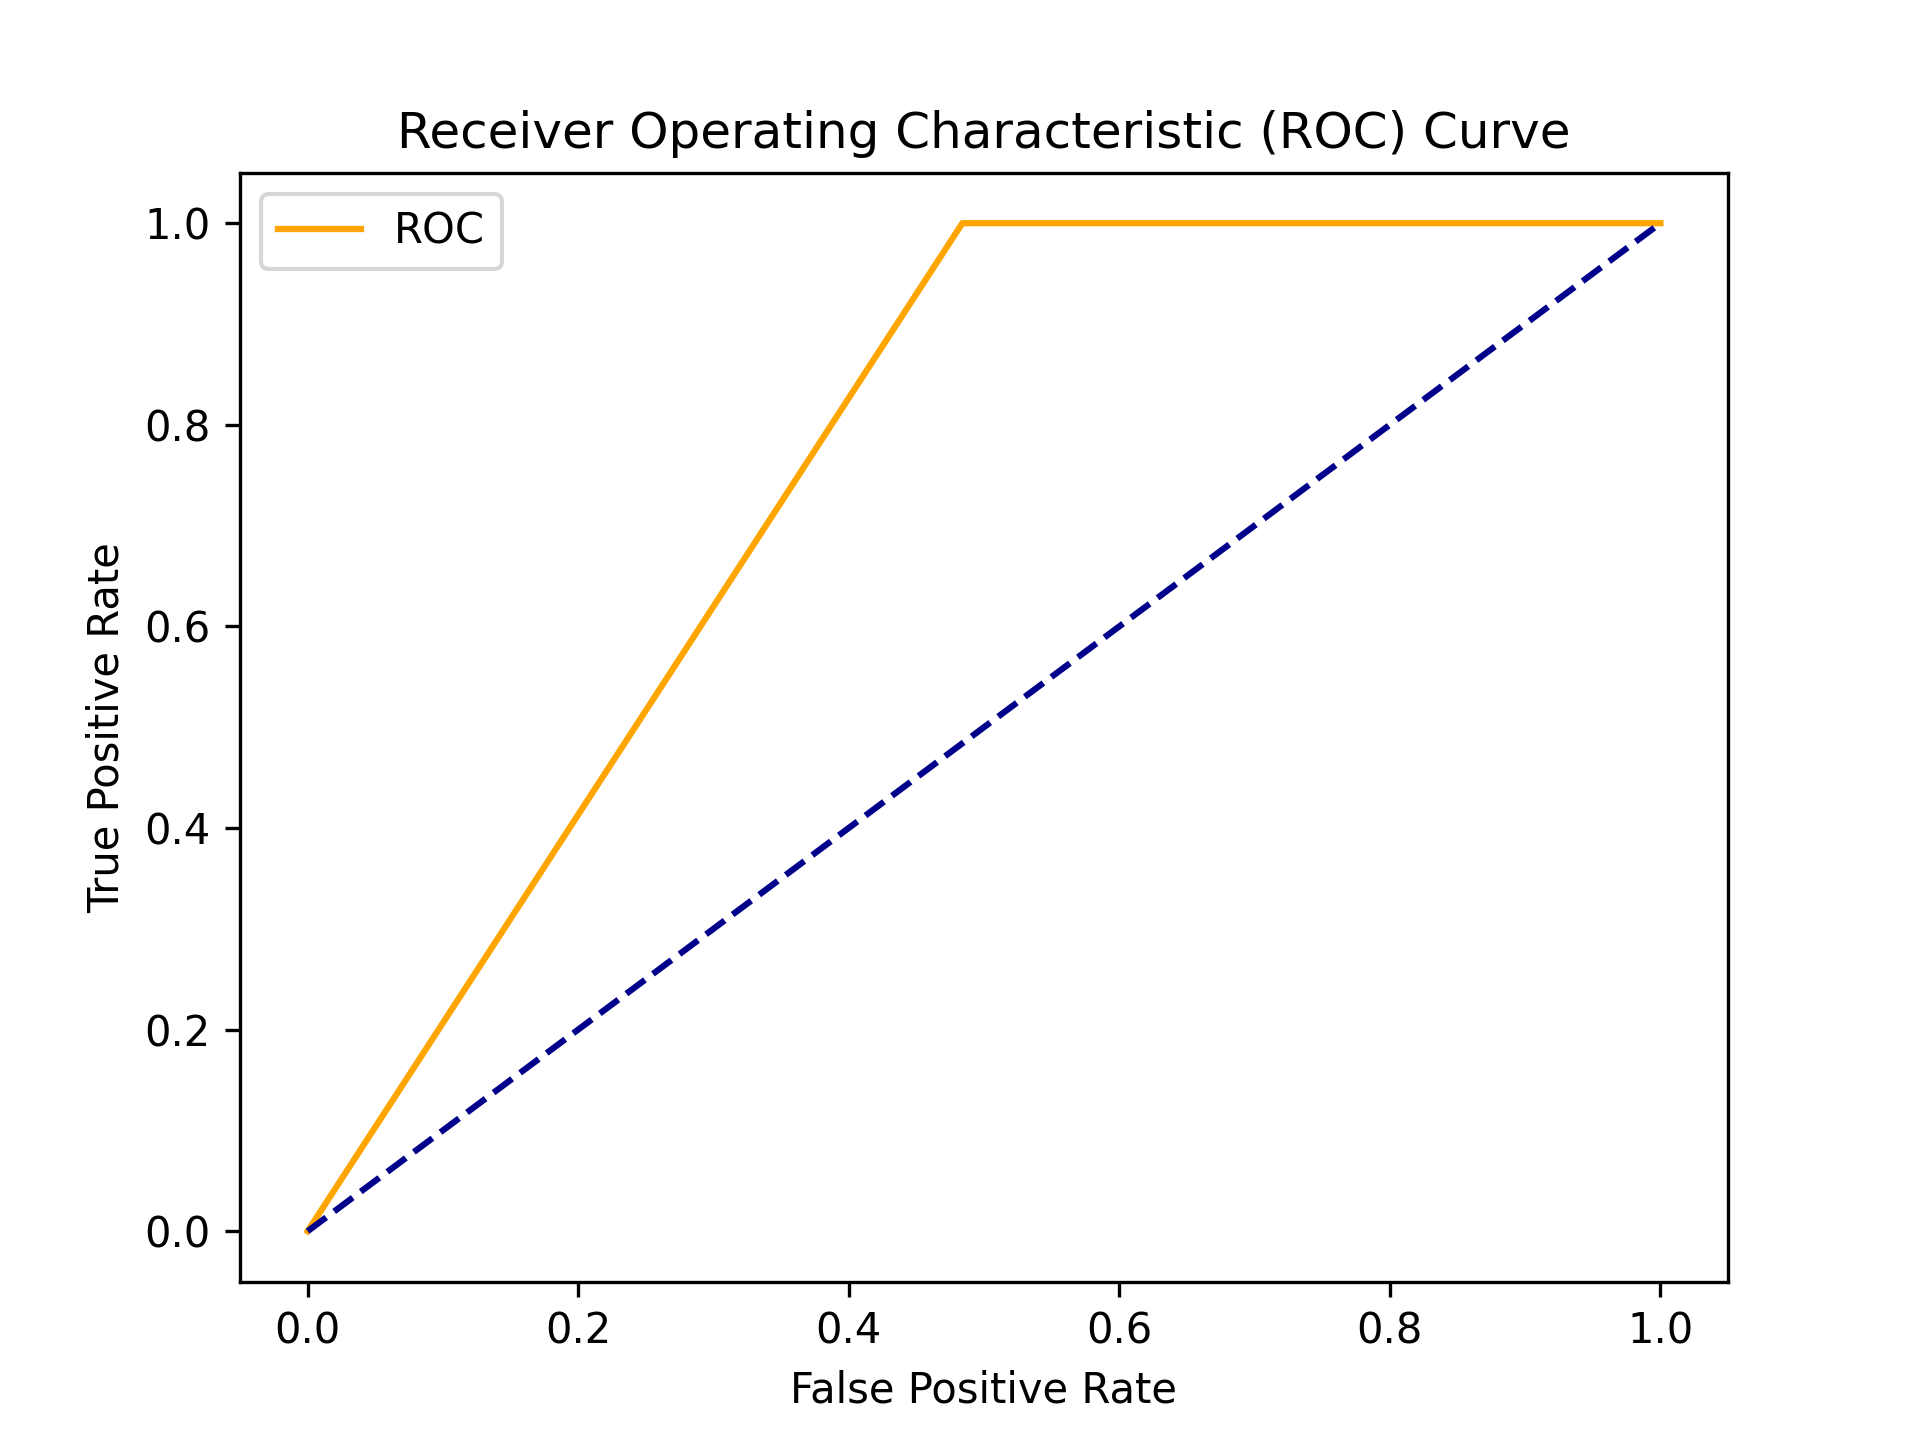 Receiver Operating Characteristic (ROC) Curve
ROC
1.0
0.8
0.6
0.4
0.2
0.0
True Positive Rate
0.0 0.2 0.4 0.6 0.8 1.0
False Positive Rate